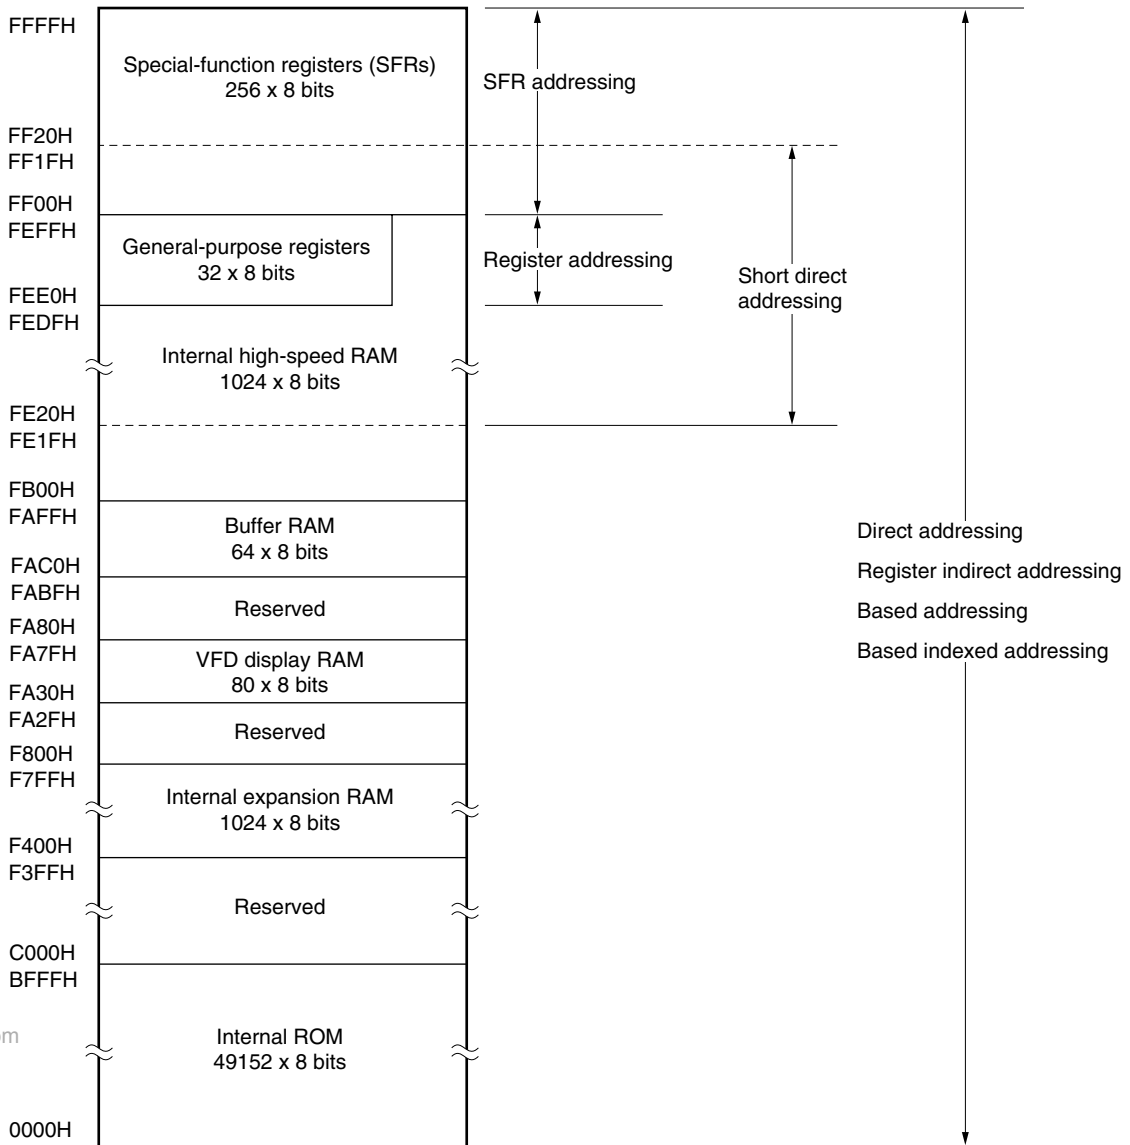 FFFFH
Special-function registers (SFRs)
256 x 8 bits
SFR addressing
FF20H
FF1FH
FF00H
FEFFH
General-purpose registers
32 x 8 bits
Register addressing
Short direct
addressing
FEE0H
FEDFH
Internal high-speed RAM
1024 x 8 bits
FE20H
FE1FH
FB00H
FAFFH
Buffer RAM
64 x 8 bits
Direct addressing
Register indirect addressing
Based addressing
Based indexed addressing
FAC0H
FABFH
Reserved
FA80H
FA7FH
VFD display RAM
80 x 8 bits
FA30H
FA2FH
Reserved
F800H
F7FFH
Internal expansion RAM
1024 x 8 bits
F400H
F3FFH
Reserved
C000H
BFFFH
Internal ROM
49152 x 8 bits
0000H